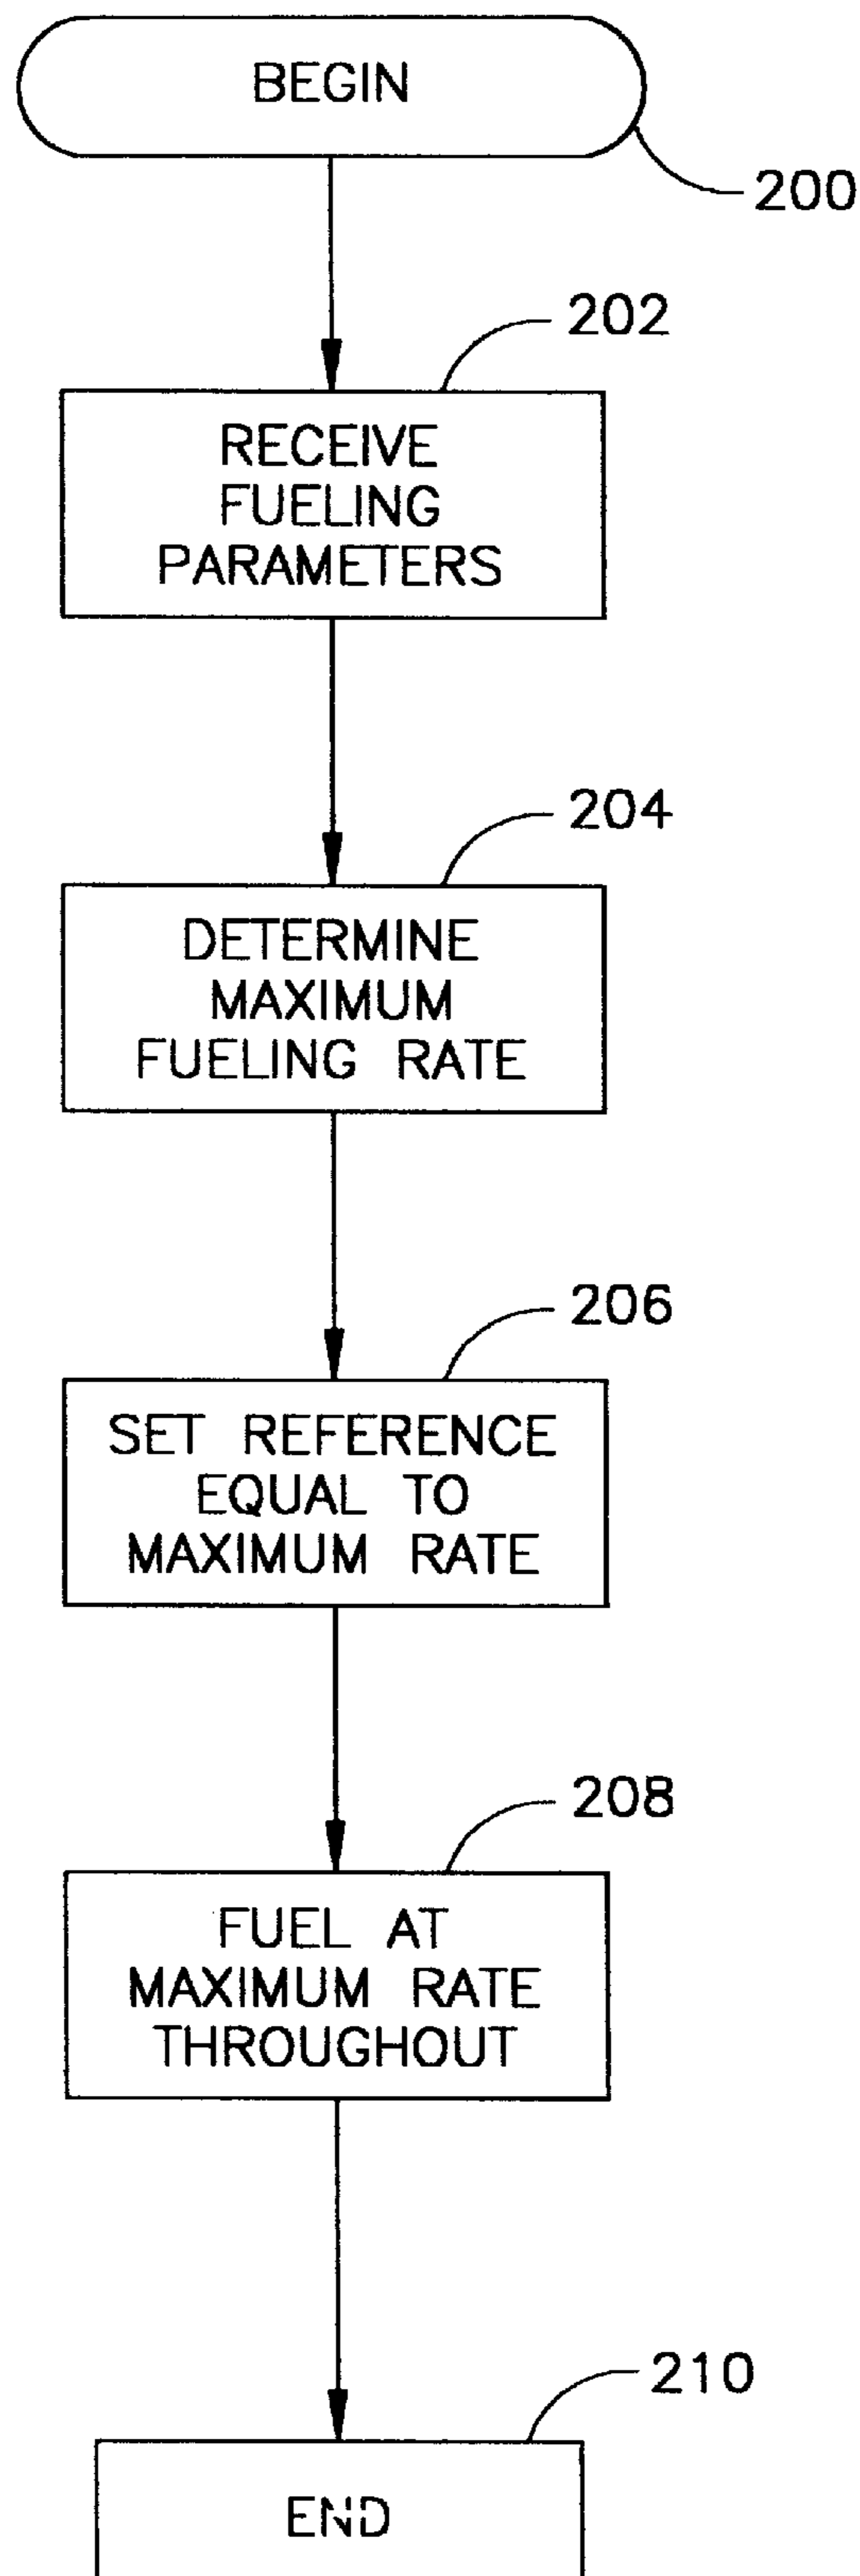 BEGIN
200
202
RECEIVE
FUELING
PARAMETERS
204
DETERMINE
MAXIMUM
FUELING RATE
206
SET REFERENCE
EQUAL TO
MAXIMUM RATE
208
FUEL AT
MAXIMUM RATE
THROUGHOUT
210
END